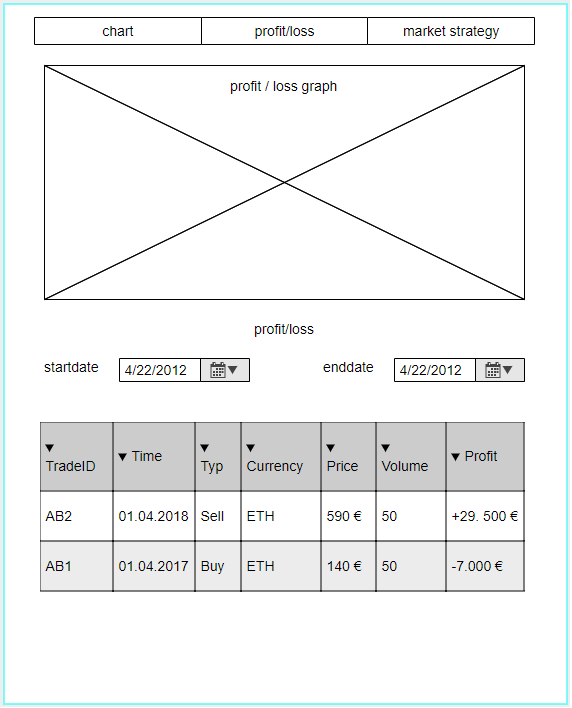 chart profit/loss market strategy
profit / loss graph
profit/loss
startdate 4/22/2012 enddate 4/22/2012
TradeID Time Typ Currency Price Volume Profit
AB2 01.04.2018 Sell ETH 590 € 50 +29. 500 €
AB1 01.04.2017 Buy ETH 140 € 50 -7.000 €